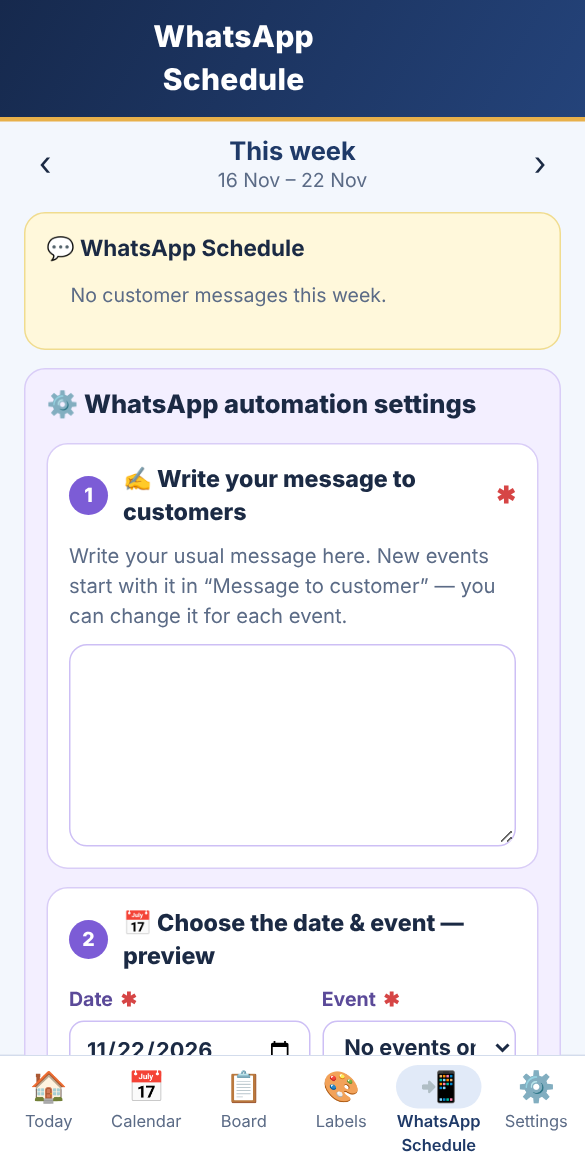 WhatsApp
Schedule
‹
This week
›
16 Nov – 22 Nov
💬 WhatsApp Schedule
No customer messages this week.
⚙️ WhatsApp automation settings
1
✍️ Write your message to
customers
✱
Write your usual message here. New events
start with it in “Message to customer” — you
can change it for each event.
2
📅 Choose the date & event —
preview
Date ✱
Event ✱
11/22/2026
No events or
Today
Calendar
Board
Labels
WhatsApp
Schedule
Settings